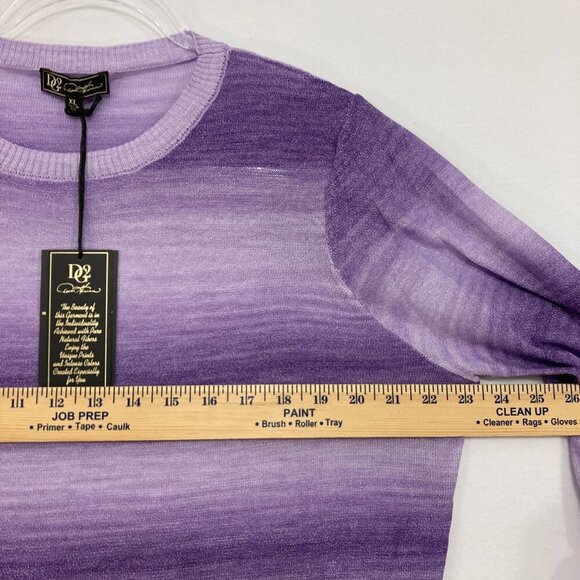 DG2
XL
DG2
The Beauty of
this Garment is in
the Individuality
Achieved with Pure
Natural Fibers
Enjoy the
Unique Prints
and Intense Colors
Created Especially
for You
11 12 13 14 15 16 17 18 19 20 21 22 23 24 25 26
JOB PREP PAINT CLEAN UP
• Primer • Tape • Caulk • Brush • Roller • Tray • Cleaner • Rags • Gloves